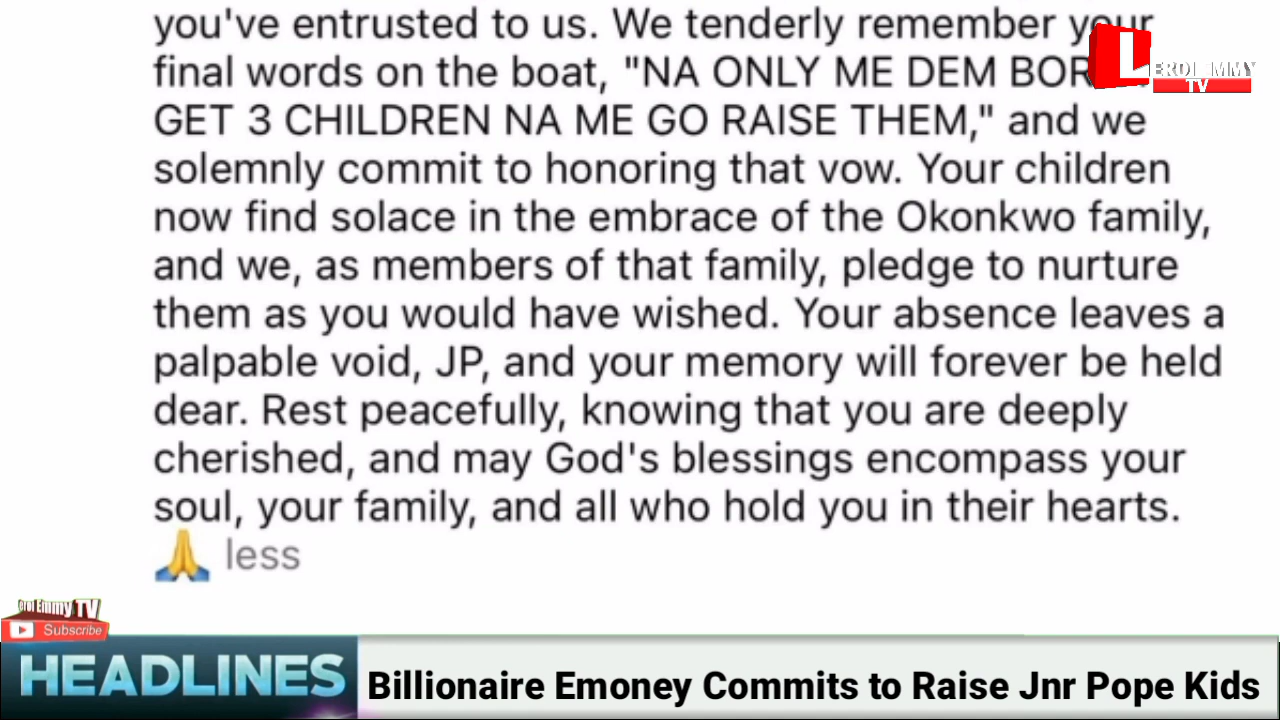 you've entrusted to us. We tenderly remember your
final words on the boat, "NA ONLY ME DEM
GET 3 CHILDREN NA ME GO RAISE THEM," and we
solemnly commit to honoring that vow. Your children
now find solace in the embrace of the Okonkwo family,
and we, as members of that family, pledge to nurture
them as you would have wished. Your absence leaves a
palpable void, JP, and your memory will forever be held
dear. Rest peacefully, knowing that you are deeply
cherished, and may God's blessings encompass your
soul, your family, and all who hold you in their hearts.
🙏 less
TV
Emmy TV
Subscribe
HEADLINES
Billionaire Emoney Commits to Raise Jnr Pope Kids